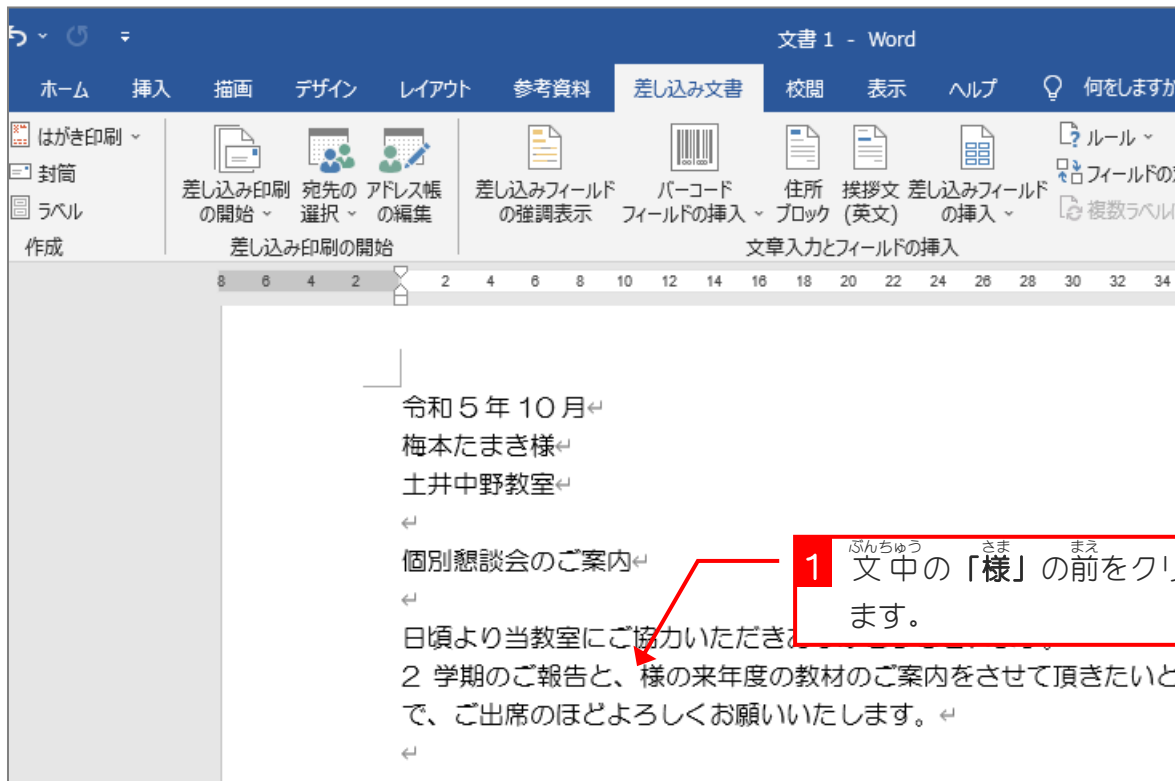 文書 1 - Word
ホーム 挿入 描画 デザイン レイアウト 参考資料 差し込み文書 校閲 表示 ヘルプ 何をしますか
はがき印刷
封筒
ラベル
作成
差し込み印刷の開始
宛先の選択
アドレス帳の編集
差し込み印刷の開始
差し込みフィールドの強調表示
バーコードフィールドの挿入
住所ブロック
挨拶文(英文)
差し込みフィールドの挿入
ルール
フィールドの
複数ラベル
文章入力とフィールドの挿入
8 6 4 2 2 4 6 8 10 12 14 16 18 20 22 24 26 28 30 32 34
令和5年10月↵
梅本たまき様↵
土井中野教室↵
↵
個別懇談会のご案内↵
↵
ぶんちゅう さま まえ
1 文中の「様」の前をクリ
ます。
日頃より当教室にご協力いただき
2 学期のご報告と、様の来年度の教材のご案内をさせて頂きたいと
で、ご出席のほどよろしくお願いいたします。↵
↵